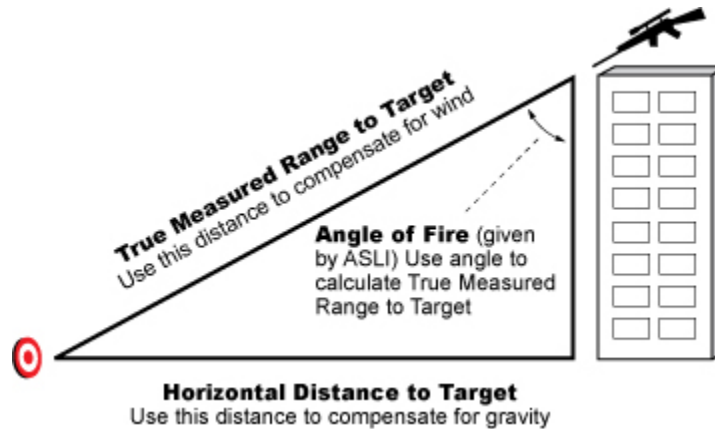 True Measured Range to Target
Use this distance to compensate for wind
Angle of Fire (given
by ASLI) Use angle to
calculate True Measured
Range to Target
Horizontal Distance to Target
Use this distance to compensate for gravity